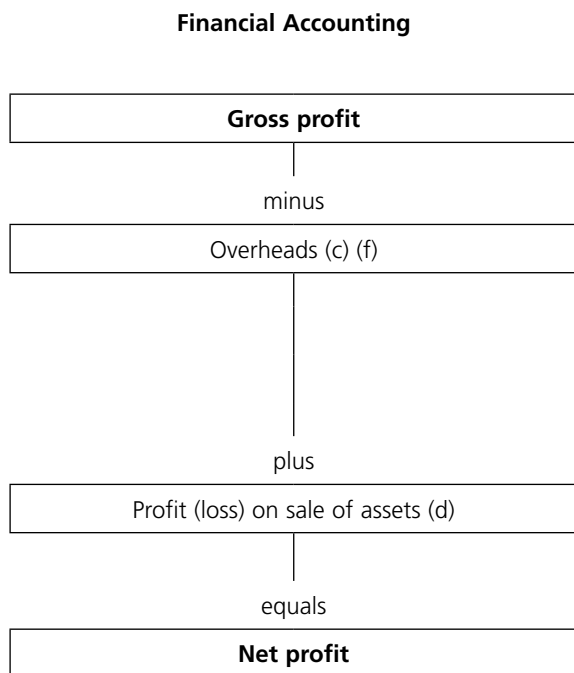 Financial Accounting
Gross profit
minus
Overheads (c) (f)
plus
Profit (loss) on sale of assets (d)
equals
Net profit